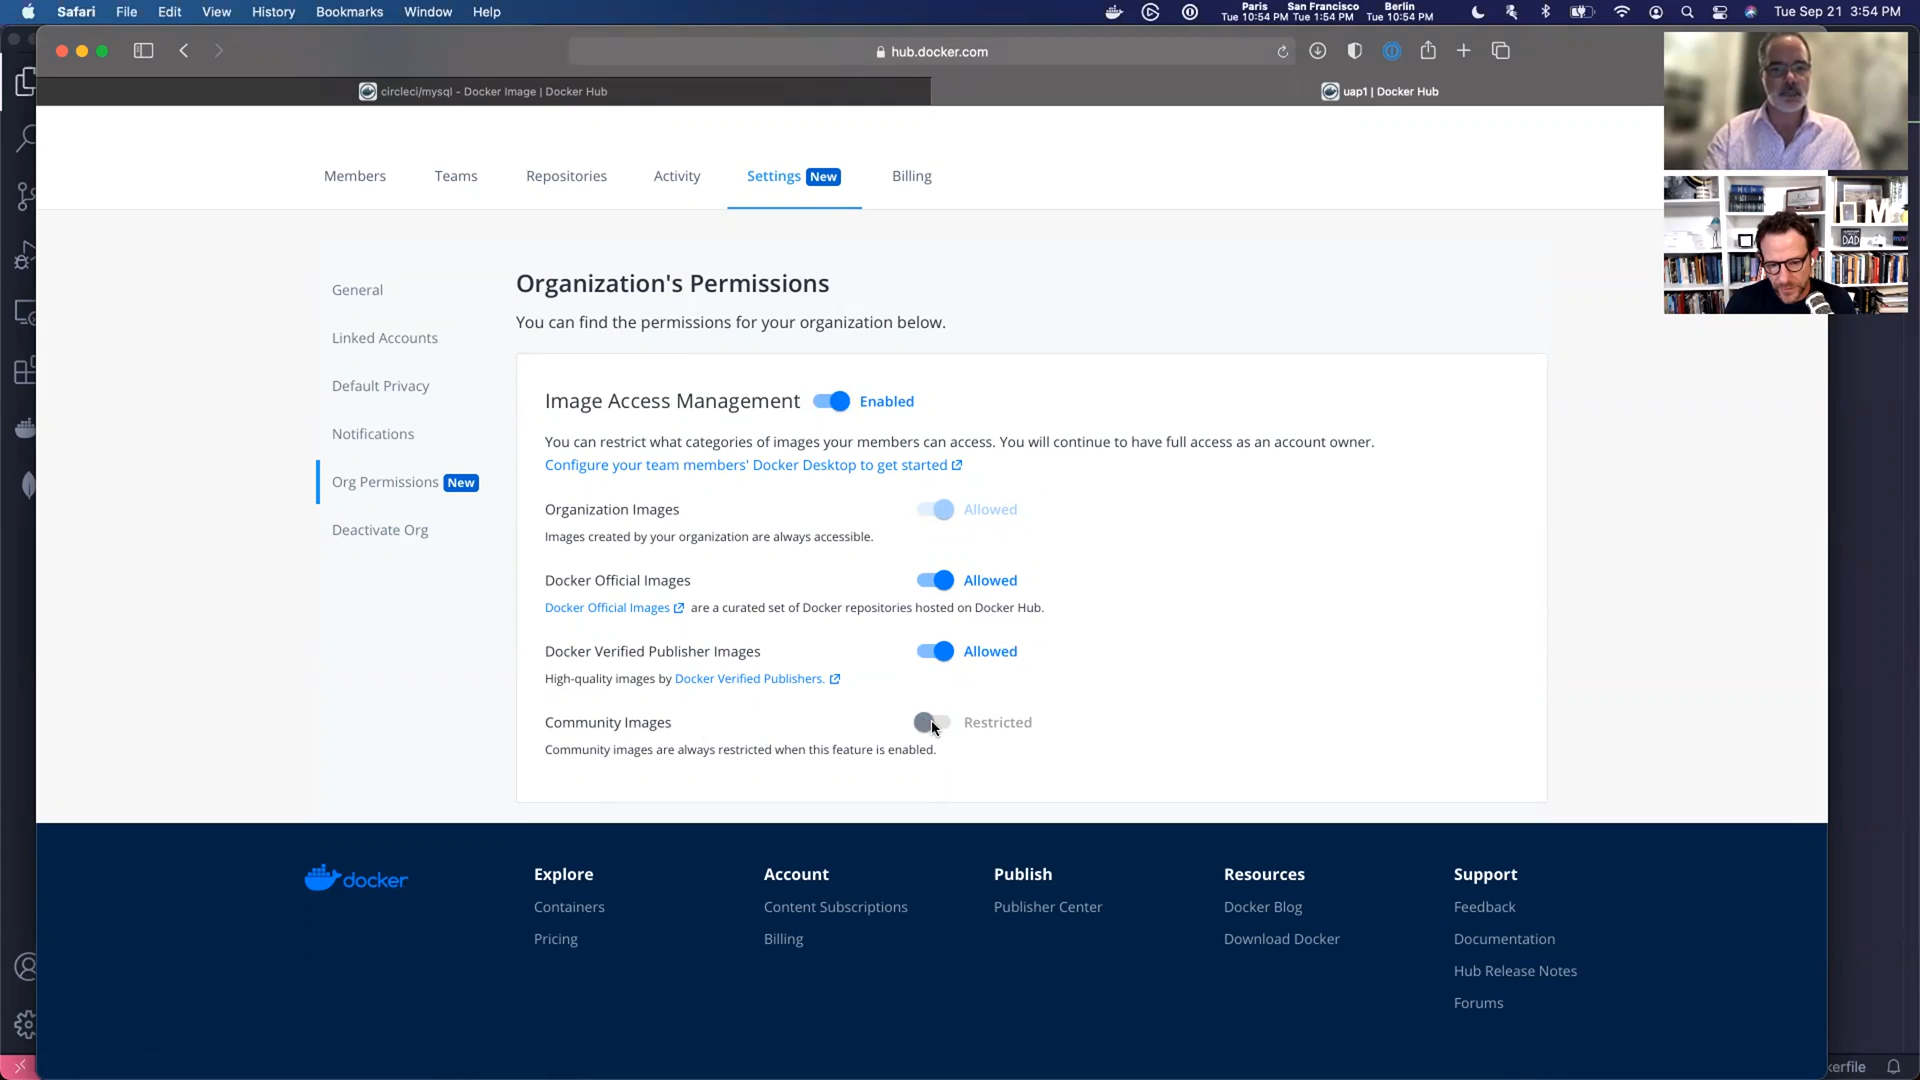 Safari File Edit View History Bookmarks Window Help
Paris San Francisco Berlin
Tue 10:54 PM Tue 1:54 PM Tue 10:54 PM
Tue Sep 21 3:54 PM
hub.docker.com
circleci/mysql - Docker Image | Docker Hub
uap1 | Docker Hub
Members Teams Repositories Activity Settings New Billing
General
Linked Accounts
Default Privacy
Notifications
Org Permissions New
Deactivate Org
Organization's Permissions
You can find the permissions for your organization below.
Image Access Management Enabled
You can restrict what categories of images your members can access. You will continue to have full access as an account owner.
Configure your team members' Docker Desktop to get started
Organization Images Allowed
Images created by your organization are always accessible.
Docker Official Images Allowed
Docker Official Images are a curated set of Docker repositories hosted on Docker Hub.
Docker Verified Publisher Images Allowed
High-quality images by Docker Verified Publishers.
Community Images Restricted
Community images are always restricted when this feature is enabled.
docker
Explore
Containers
Pricing
Account
Content Subscriptions
Billing
Publish
Publisher Center
Resources
Docker Blog
Download Docker
Support
Feedback
Documentation
Hub Release Notes
Forums
kerfile
M
DAD